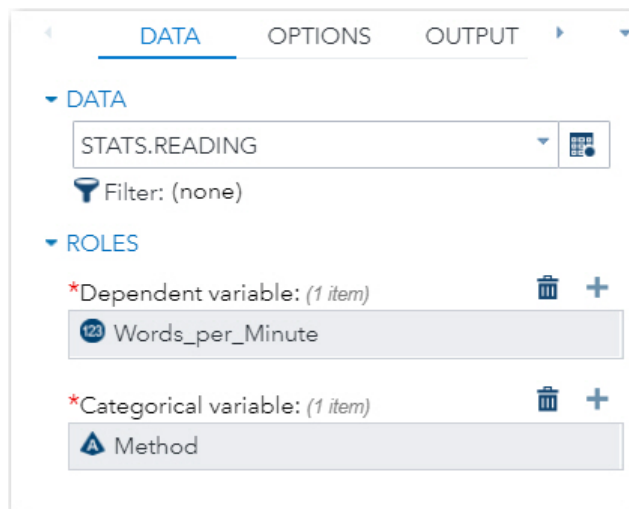 DATA OPTIONS OUTPUT
DATA
STATS.READING
Filter: (none)
ROLES
*Dependent variable: (1 item)
123 Words_per_Minute
*Categorical variable: (1 item)
A Method